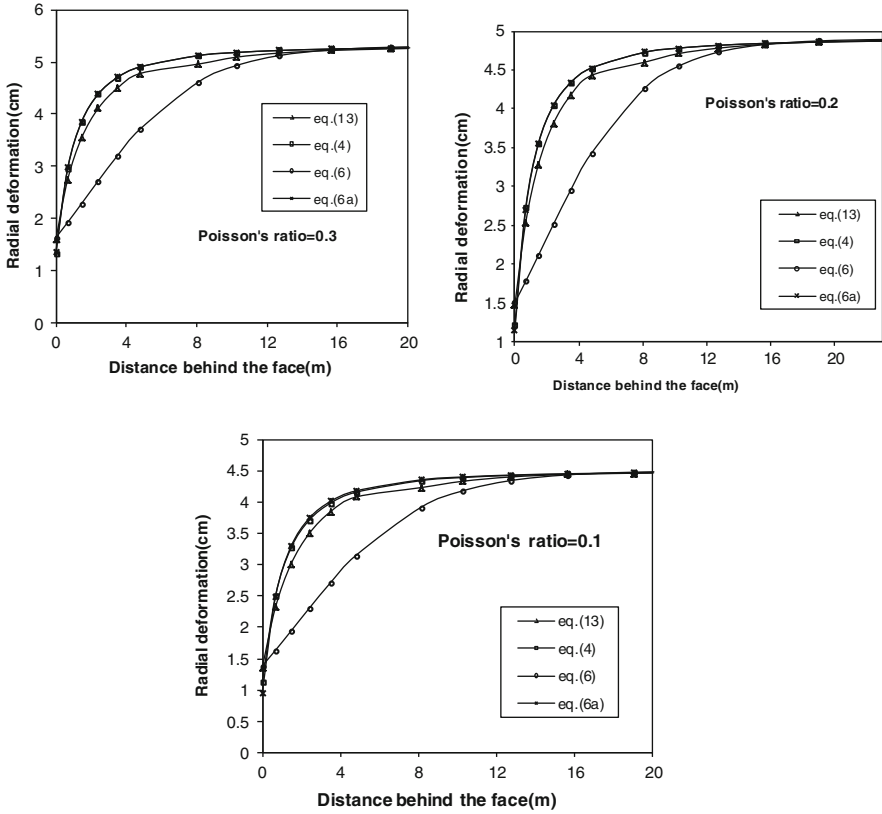 Radial deformation(cm)
6
5
4
3
2
1
0
0 4 8 12 16 20
Distance behind the face(m)
eq.(13)
eq.(4)
eq.(6)
eq.(6a)
Poisson's ratio=0.3
Radial deformation(cm)
5
4.5
4
3.5
3
2.5
2
1.5
1
0 4 8 12 16 20
Distance behind the face(m)
Poisson's ratio=0.2
eq.(13)
eq.(4)
eq.(6)
eq.(6a)
Radial deformation(cm)
5
4.5
4
3.5
3
2.5
2
1.5
1
0.5
0
0 4 8 12 16 20
Distance behind the face(m)
Poisson's ratio=0.1
eq.(13)
eq.(4)
eq.(6)
eq.(6a)